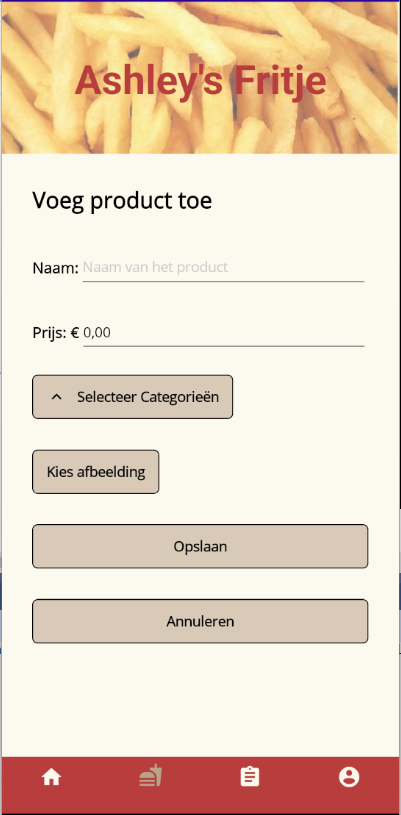 Ashley's Fritje
Voeg product toe
Naam: Naam van het product
Prijs: € 0,00
Selecteer Categorieën
Kies afbeelding
Opslaan
Annuleren